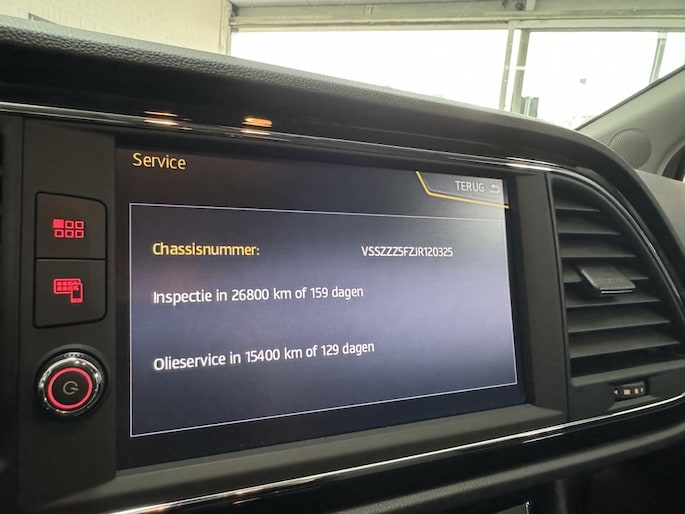 Service
TERUG
Chassisnummer: VSSZZZ5FZJR120325
Inspectie in 26800 km of 159 dagen
Olieservice in 15400 km of 129 dagen